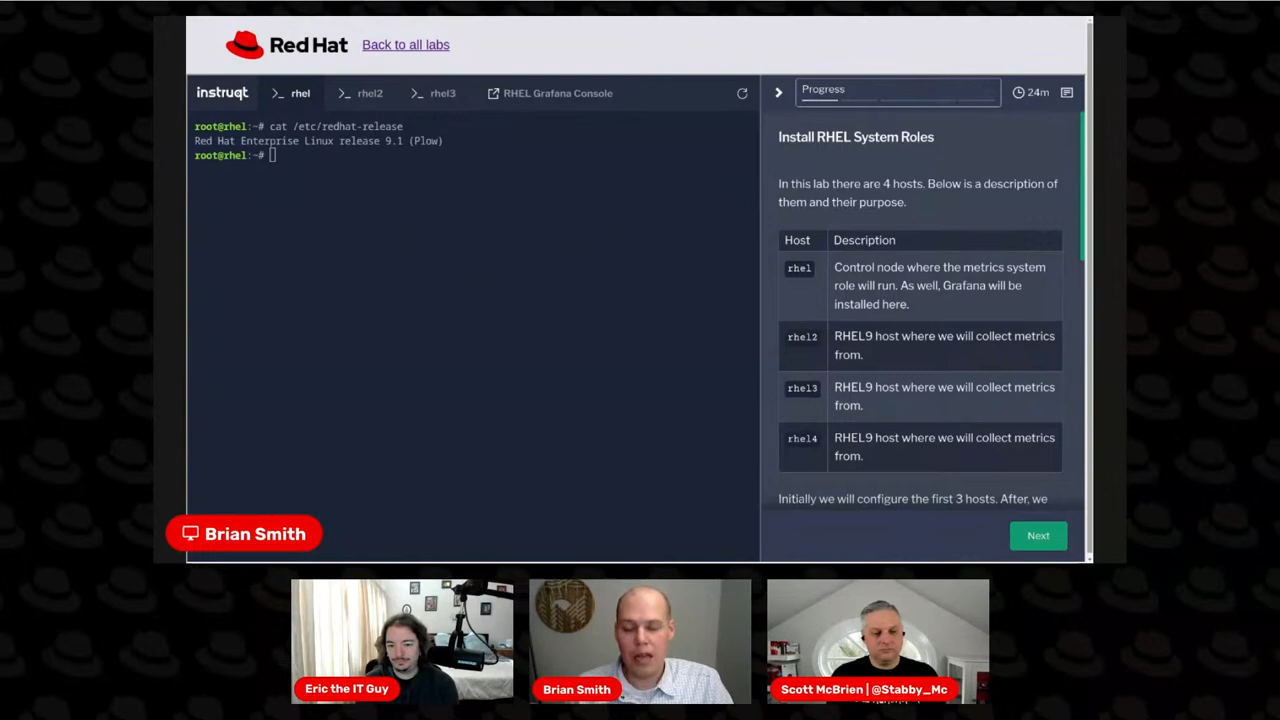 Red Hat Back to all labs
instruqt >_ rhel >_ rhel2 >_ rhel3 RHEL Grafana Console
Progress 24m
root@rhel:~# cat /etc/redhat-release
Red Hat Enterprise Linux release 9.1 (Plow)
root@rhel:~#
Install RHEL System Roles
In this lab there are 4 hosts. Below is a description of
them and their purpose.
Host Description
rhel Control node where the metrics system
role will run. As well, Grafana will be
installed here.
rhel2 RHEL9 host where we will collect metrics
from.
rhel3 RHEL9 host where we will collect metrics
from.
rhel4 RHEL9 host where we will collect metrics
from.
Initially we will configure the first 3 hosts. After, we
Next
Brian Smith
Eric the IT Guy
Brian Smith
Scott McBrien | @Stabby_Mc